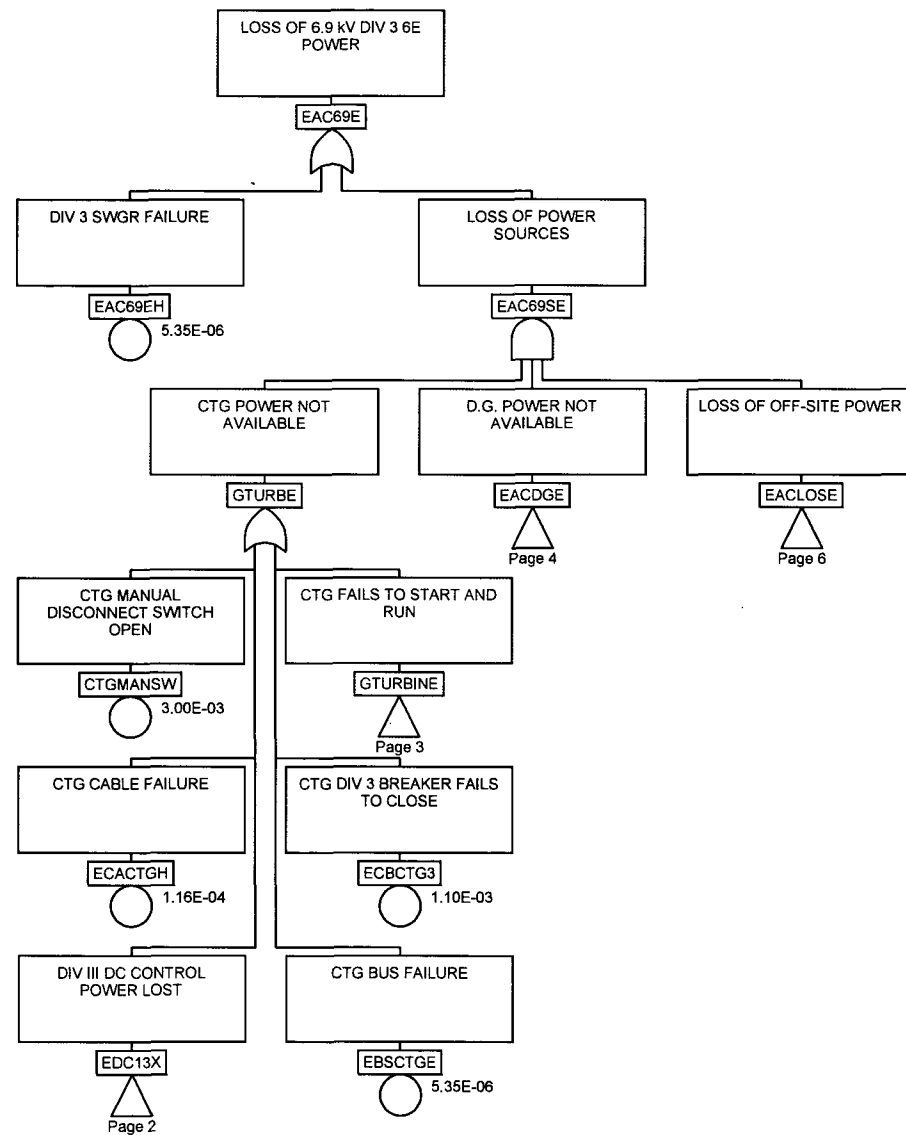 LOSS OF 6.9 kV DIV 3 6E
POWER
EAC69E
DIV 3 SWGR FAILURE
EAC69EH
5.35E-06
LOSS OF POWER
SOURCES
EAC69SE
CTG POWER NOT
AVAILABLE
GTURBE
D.G. POWER NOT
AVAILABLE
EACDGE
Page 4
LOSS OF OFF-SITE POWER
EACLOSE
Page 6
CTG MANUAL
DISCONNECT SWITCH
OPEN
CTGMANSW
3.00E-03
CTG FAILS TO START AND
RUN
GTURBINE
Page 3
CTG CABLE FAILURE
ECACTGH
1.16E-04
CTG DIV 3 BREAKER FAILS
TO CLOSE
ECBCTG3
1.10E-03
DIV III DC CONTROL
POWER LOST
EDC13X
Page 2
CTG BUS FAILURE
EBSCTGE
5.35E-06